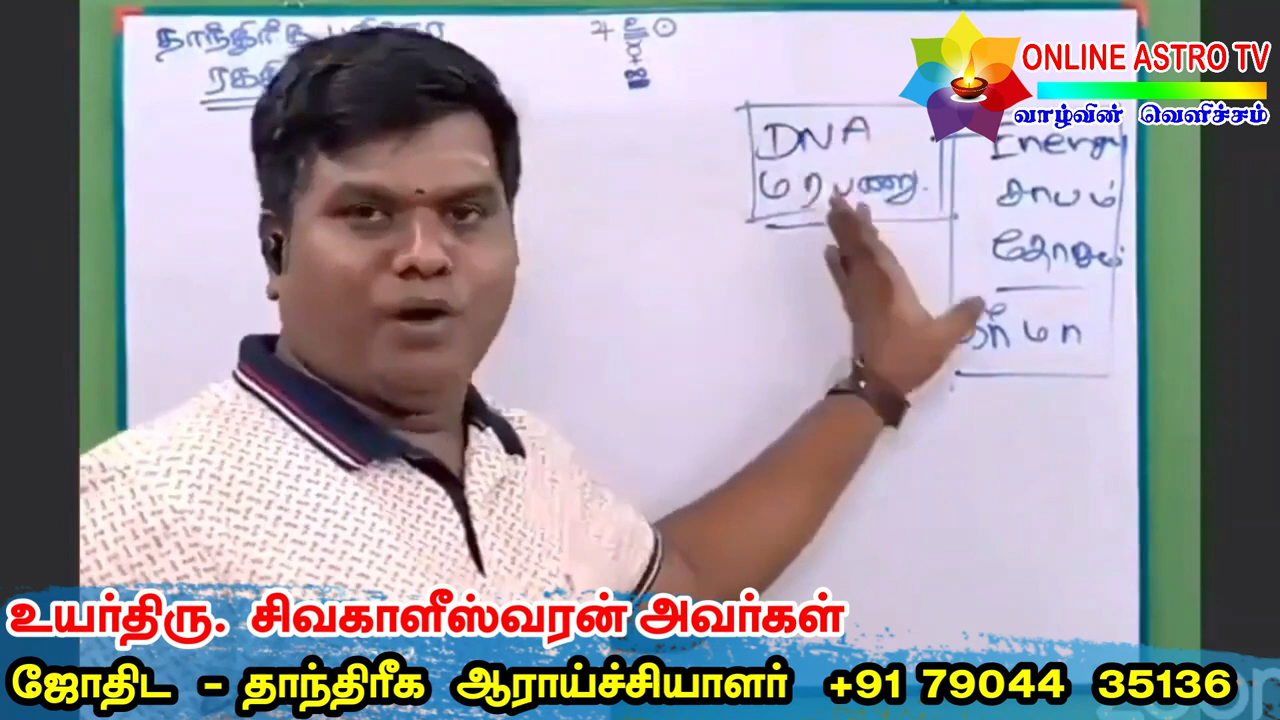 ONLINE ASTRO TV
வாழ்வின் வெளிச்சம்
DNA
மரபணு.
Energy
சாபம்
தோசம்
கர்மா
உயர்திரு. சிவகாளீஸ்வரன் அவர்கள்
ஜோதிட - தாந்திரீக ஆராய்ச்சியாளர் +91 79044 35136